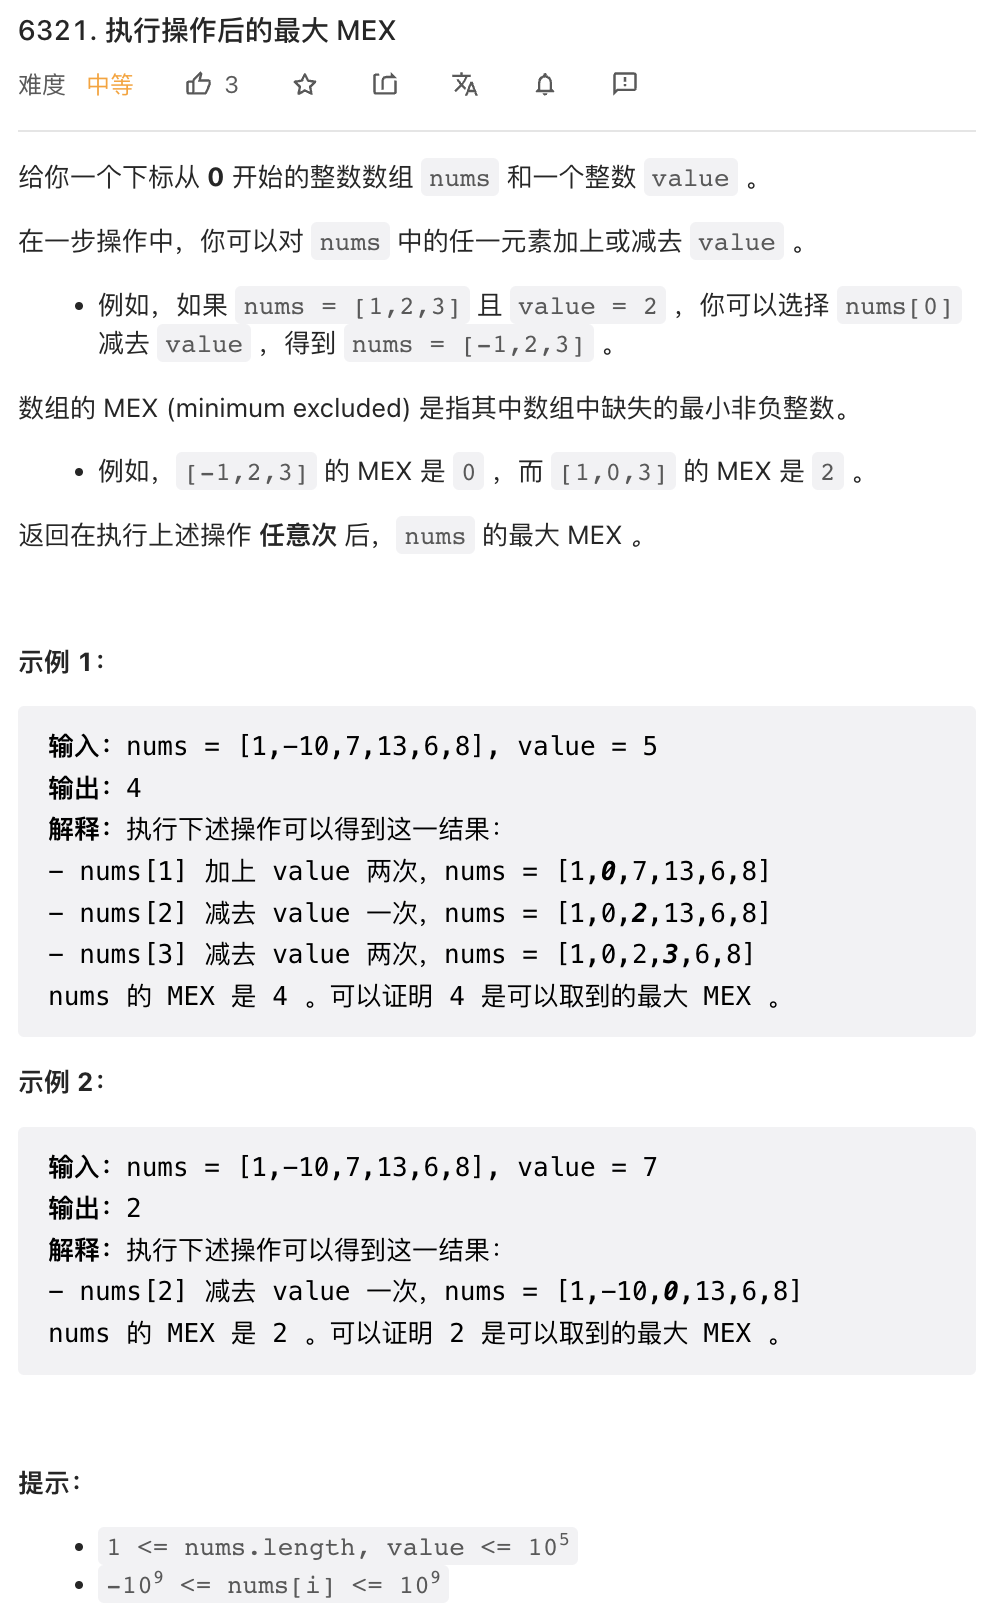 6321. 执行操作后的最大 MEX
难度 中等 3
给你一个下标从 0 开始的整数数组 nums 和一个整数 value 。
在一步操作中，你可以对 nums 中的任一元素加上或减去 value 。
• 例如，如果 nums = [1,2,3] 且 value = 2 ，你可以选择 nums[0]
减去 value ，得到 nums = [-1,2,3] 。
数组的 MEX (minimum excluded) 是指其中数组中缺失的最小非负整数。
• 例如，[-1,2,3] 的 MEX 是 0 ，而 [1,0,3] 的 MEX 是 2 。
返回在执行上述操作 任意次 后，nums 的最大 MEX 。
示例 1：
输入：nums = [1,-10,7,13,6,8], value = 5
输出：4
解释：执行下述操作可以得到这一结果：
- nums[1] 加上 value 两次，nums = [1,0,7,13,6,8]
- nums[2] 减去 value 一次，nums = [1,0,2,13,6,8]
- nums[3] 减去 value 两次，nums = [1,0,2,3,6,8]
nums 的 MEX 是 4 。可以证明 4 是可以取到的最大 MEX 。
示例 2：
输入：nums = [1,-10,7,13,6,8], value = 7
输出：2
解释：执行下述操作可以得到这一结果：
- nums[2] 减去 value 一次，nums = [1,-10,0,13,6,8]
nums 的 MEX 是 2 。可以证明 2 是可以取到的最大 MEX 。
提示：
• 1 <= nums.length, value <= 10⁵
• -10⁹ <= nums[i] <= 10⁹